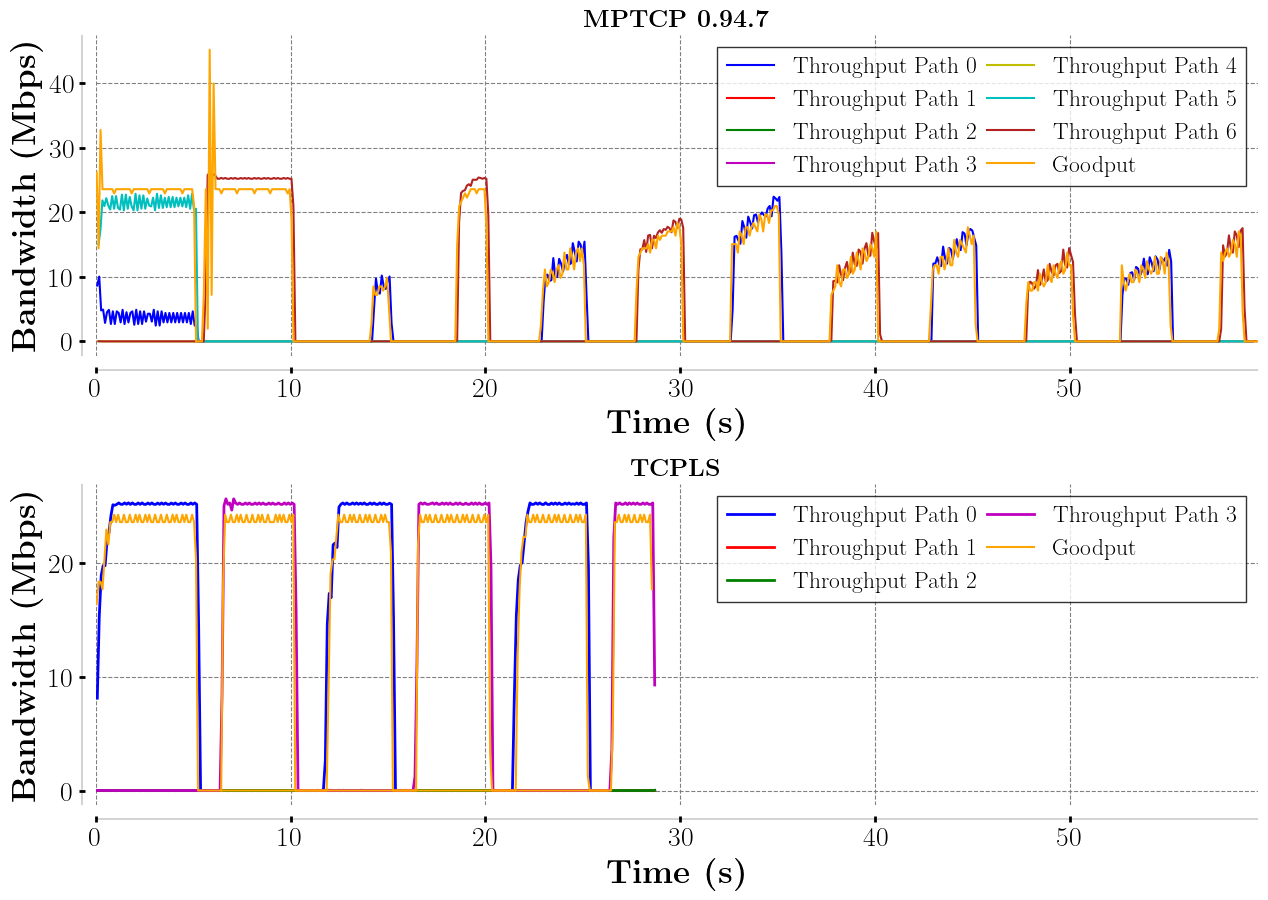 MPTCP 0.94.7
Bandwidth (Mbps)
40
30
20
10
0
Throughput Path 0
Throughput Path 1
Throughput Path 2
Throughput Path 3
Throughput Path 4
Throughput Path 5
Throughput Path 6
Goodput
0 10 20 30 40 50
Time (s)
TCPLS
Bandwidth (Mbps)
20
10
0
Throughput Path 0
Throughput Path 1
Throughput Path 2
Throughput Path 3
Goodput
0 10 20 30 40 50
Time (s)